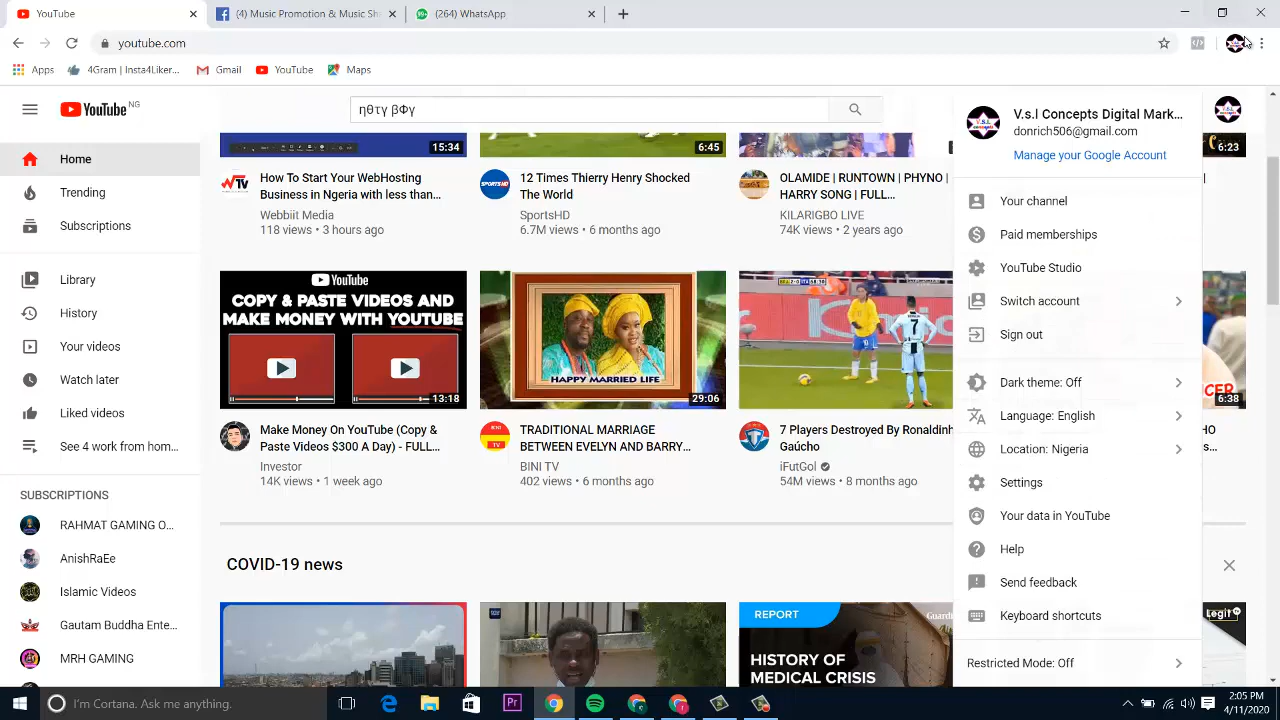 YouTube
(4) Music Promotion & Music Sh
(264) WhatsApp
youtube.com
Apps
4Gram | Insta4Liker...
Gmail
YouTube
Maps
YouTube NG
ηθτγ βΦγ
Home
Trending
Subscriptions
Library
History
Your videos
Watch later
Liked videos
See 4 work from hom...
SUBSCRIPTIONS
RAHMAT GAMING O...
AnishRaEe
Islamic Videos
Gautam Buddha Ente...
MRH GAMING
15:34
How To Start Your WebHosting
Business in Ngeria with less than...
Webbiit Media
118 views • 3 hours ago
6:45
SPORTSHD
12 Times Thierry Henry Shocked
The World
SportsHD
6.7M views • 6 months ago
OLAMIDE | RUNTOWN | PHYNO |
HARRY SONG | FULL...
KILARIGBO LIVE
74K views • 2 years ago
6:23
YouTube
COPY & PASTE VIDEOS AND
MAKE MONEY WITH YOUTUBE
13:18
Make Money On YouTube (Copy &
Paste Videos $300 A Day) - FULL...
Investor
14K views • 1 week ago
HAPPY MARRIED LIFE
29:06
TRADITIONAL MARRIAGE
BETWEEN EVELYN AND BARRY...
BINI TV
402 views • 6 months ago
7
7 Players Destroyed By Ronaldinh
Gaúcho
iFutGol
54M views • 8 months ago
6:38
COVID-19 news
REPORT
HISTORY OF
MEDICAL CRISIS
Guardi
Legit
V.s.l Concepts Digital Mark...
donrich506@gmail.com
Manage your Google Account
Your channel
Paid memberships
YouTube Studio
Switch account
Sign out
Dark theme: Off
Language: English
Location: Nigeria
Settings
Your data in YouTube
Help
Send feedback
Keyboard shortcuts
Restricted Mode: Off
I'm Cortana. Ask me anything.
2:05 PM
4/11/2020